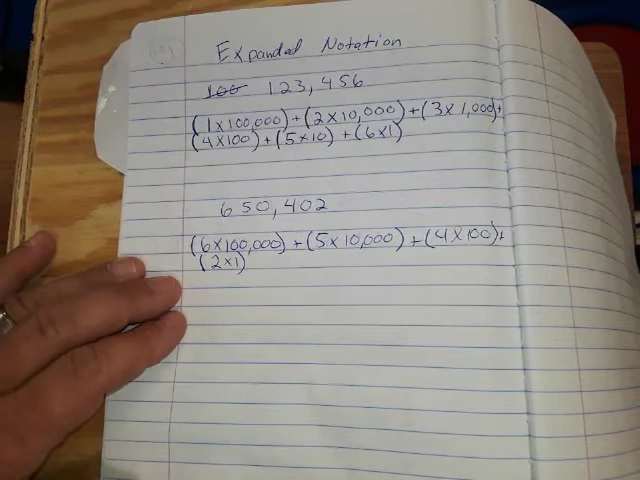 Expanded Notation
100 123,456
(1x100,000)+(2x10,000)+(3x1,000)+
(4x100)+(5x10)+(6x1)
650,402
(6x100,000)+(5x10,000)+(4x100)+
(2x1)